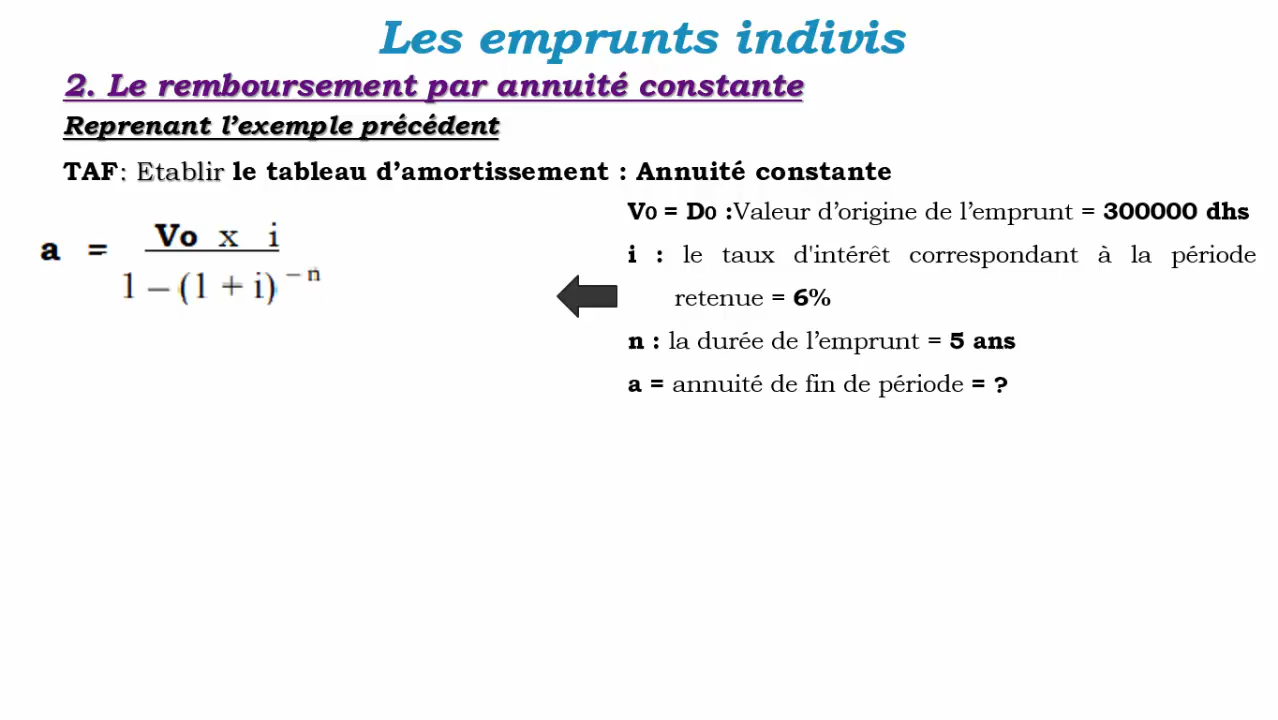 Les emprunts indivis
2. Le remboursement par annuité constante
Reprenant l'exemple précédent
TAF: Etablir le tableau d'amortissement : Annuité constante
V0 = D0 :Valeur d'origine de l'emprunt = 300000 dhs
i : le taux d'intérêt correspondant à la période
retenue = 6%
n : la durée de l'emprunt = 5 ans
a = annuité de fin de période = ?
Vo x i
a =
1 – (1 + i) – n